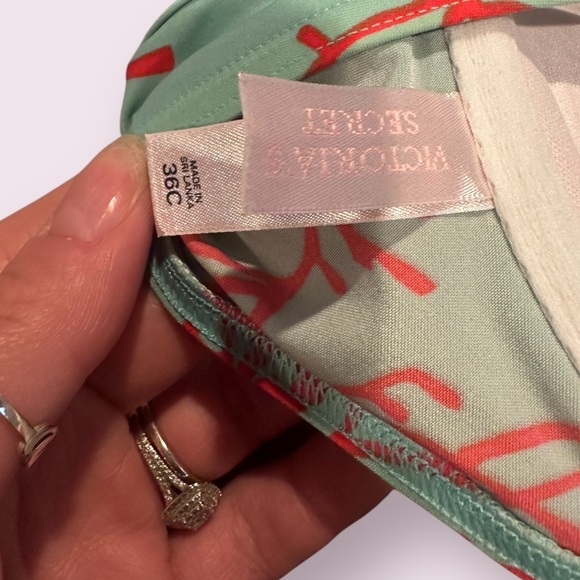 VICTORIA'S
SECRET
MADE IN
SRI LANKA
36C